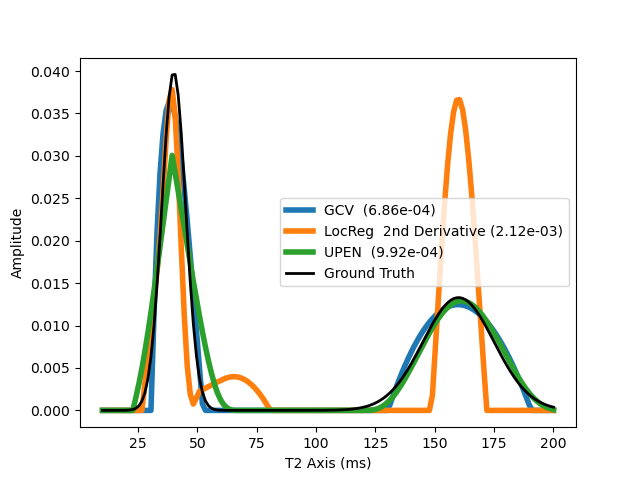 0.040
0.035
0.030
0.025
0.020
0.015
0.010
0.005
0.000
Amplitude
GCV (6.86e-04)
LocReg 2nd Derivative (2.12e-03)
UPEN (9.92e-04)
Ground Truth
25 50 75 100 125 150 175 200
T2 Axis (ms)